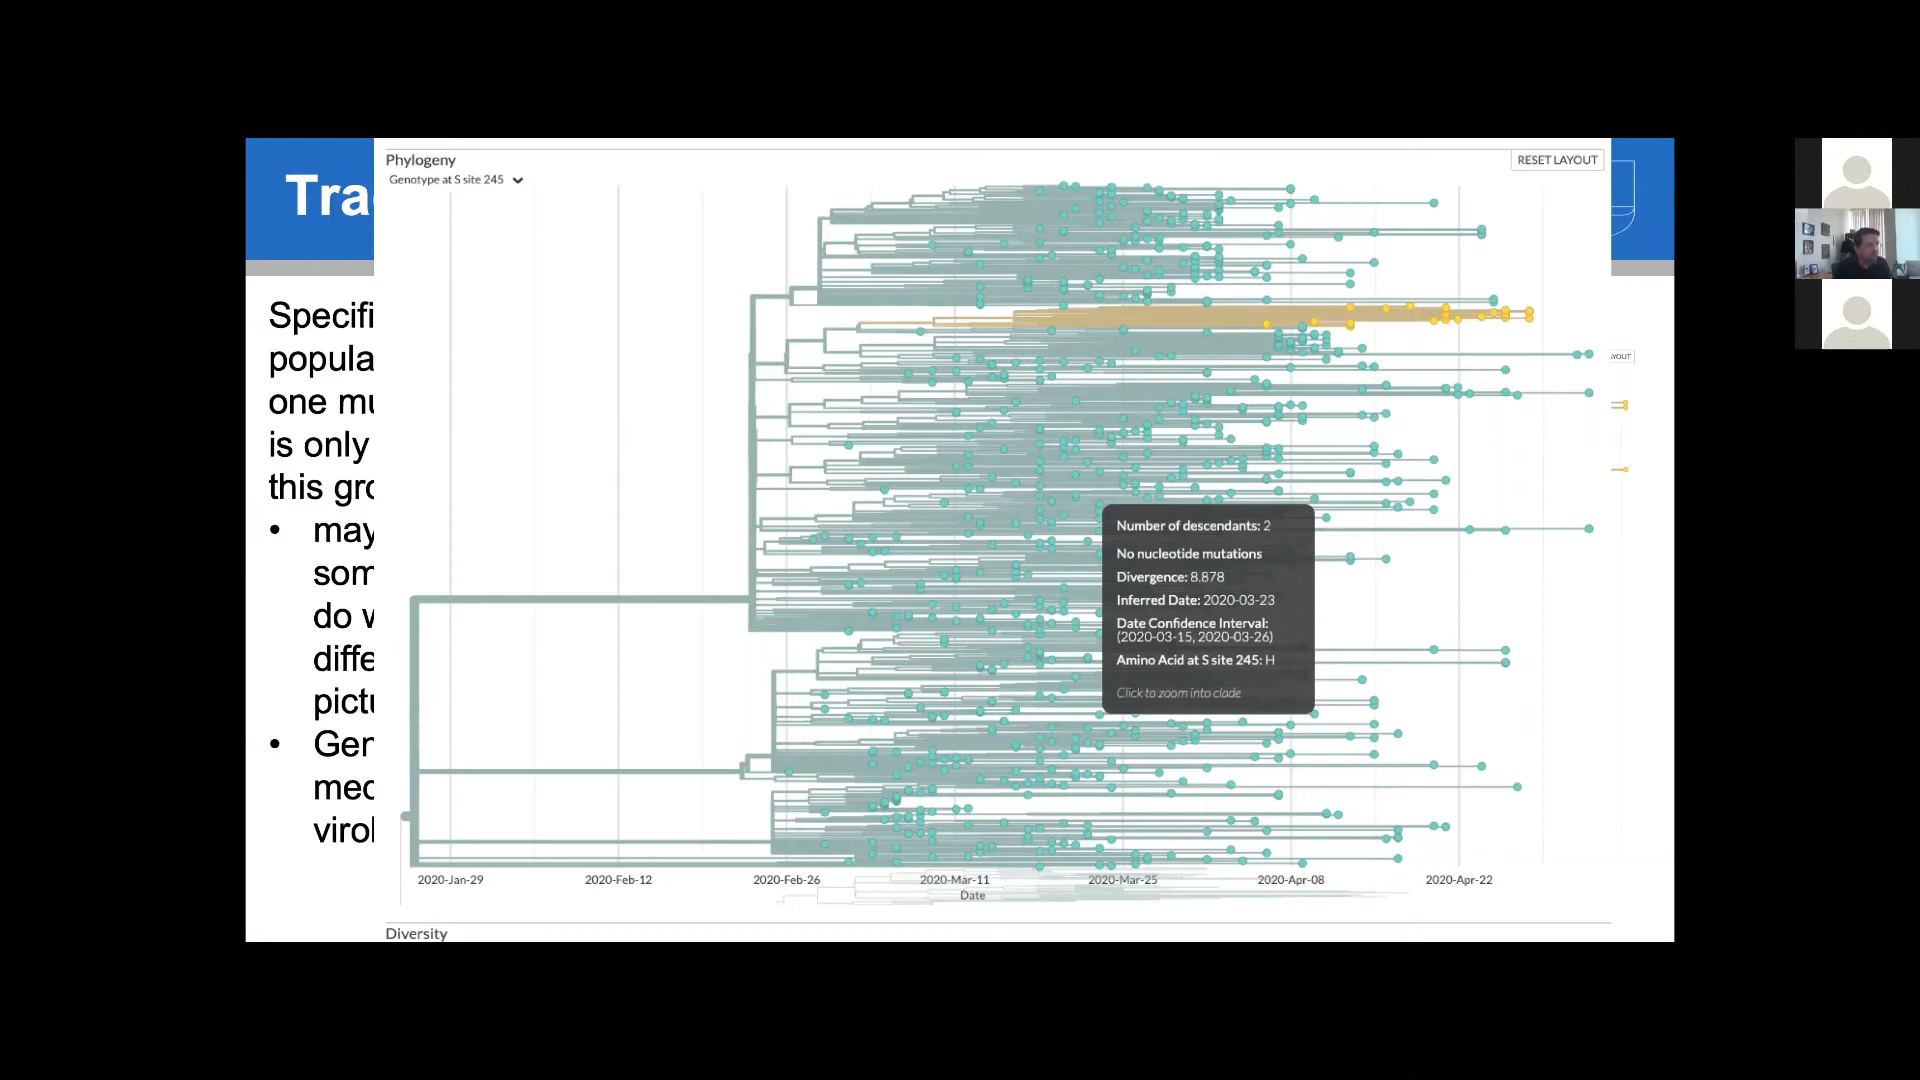 Tra
Specifi
popula
one mu
is only
this gro
• may
som
do w
diffe
pictu
• Gen
med
virol
Phylogeny
RESET LAYOUT
Genotype at S site 245
Number of descendants: 2
No nucleotide mutations
Divergence: 8.878
Inferred Date: 2020-03-23
Date Confidence Interval:
(2020-03-15, 2020-03-26)
Amino Acid at S site 245: H
Click to zoom into clade
2020-Jan-29 2020-Feb-12 2020-Feb-26 2020-Mar-11 2020-Mar-25 2020-Apr-08 2020-Apr-22
Date
Diversity